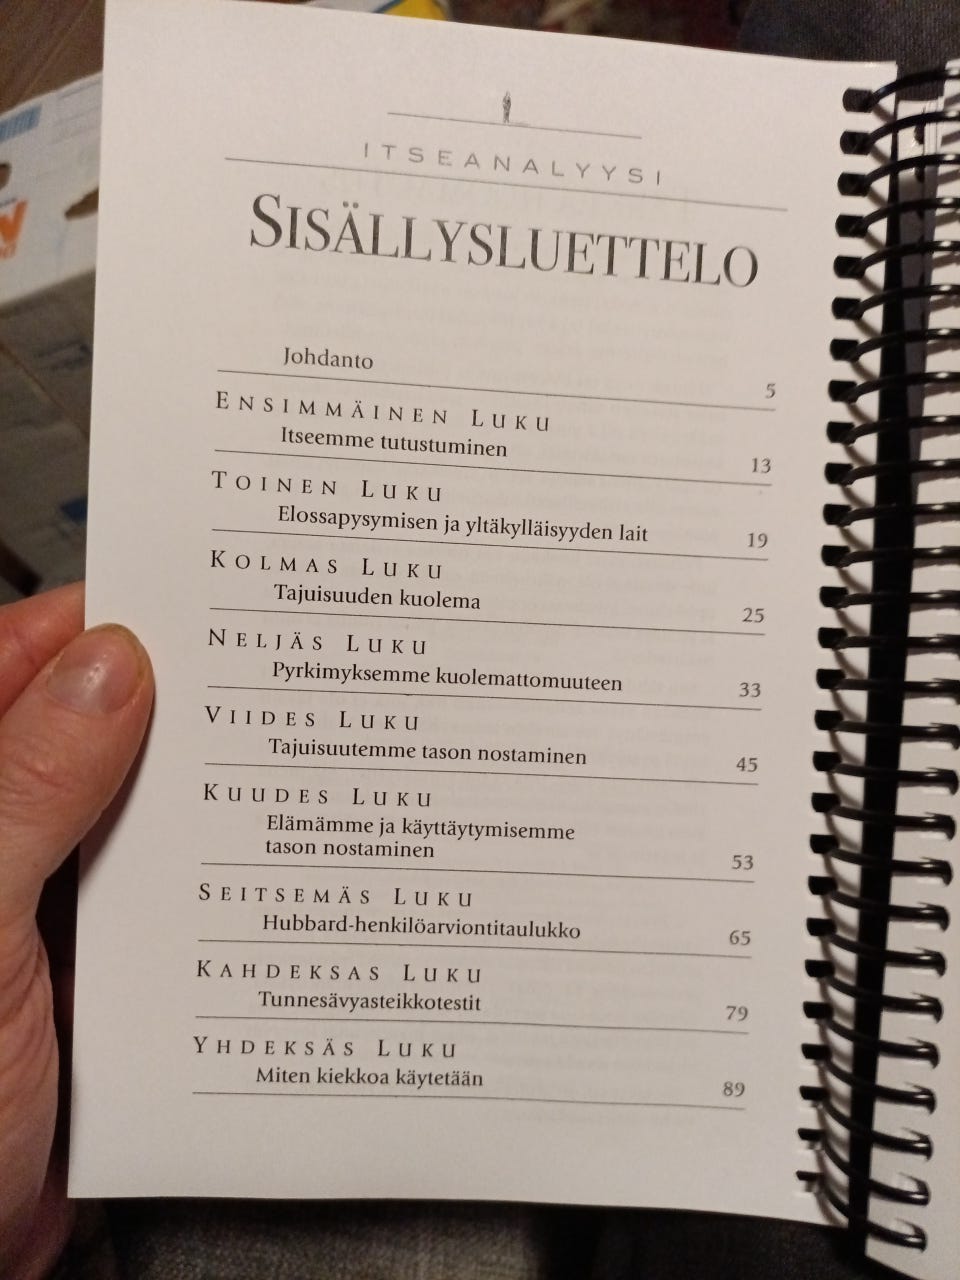 ITSEANALYSI
SISÄLLYSLUETTELO
Johdanto 5
ENSIMMÄINEN LUKU
Itseemme tutustuminen 13
TOINEN LUKU
Elossapysymisen ja yltäkylläisyyden lait 19
KOLMAS LUKU
Tajuisuuden kuolema 25
NELJÄS LUKU
Pyrkimyksemme kuolemattomuuteen 33
VIIDES LUKU
Tajuisuutemme tason nostaminen 45
KUUDES LUKU
Elämämme ja käyttäytymisemme
tason nostaminen 53
SEITSEMÄS LUKU
Hubbard-henkilöarviontitaulukko 65
KAHDEKSAS LUKU
Tunnesävyasteikkotestit 79
YHDEKSÄS LUKU
Miten kiekkoa käytetään 89